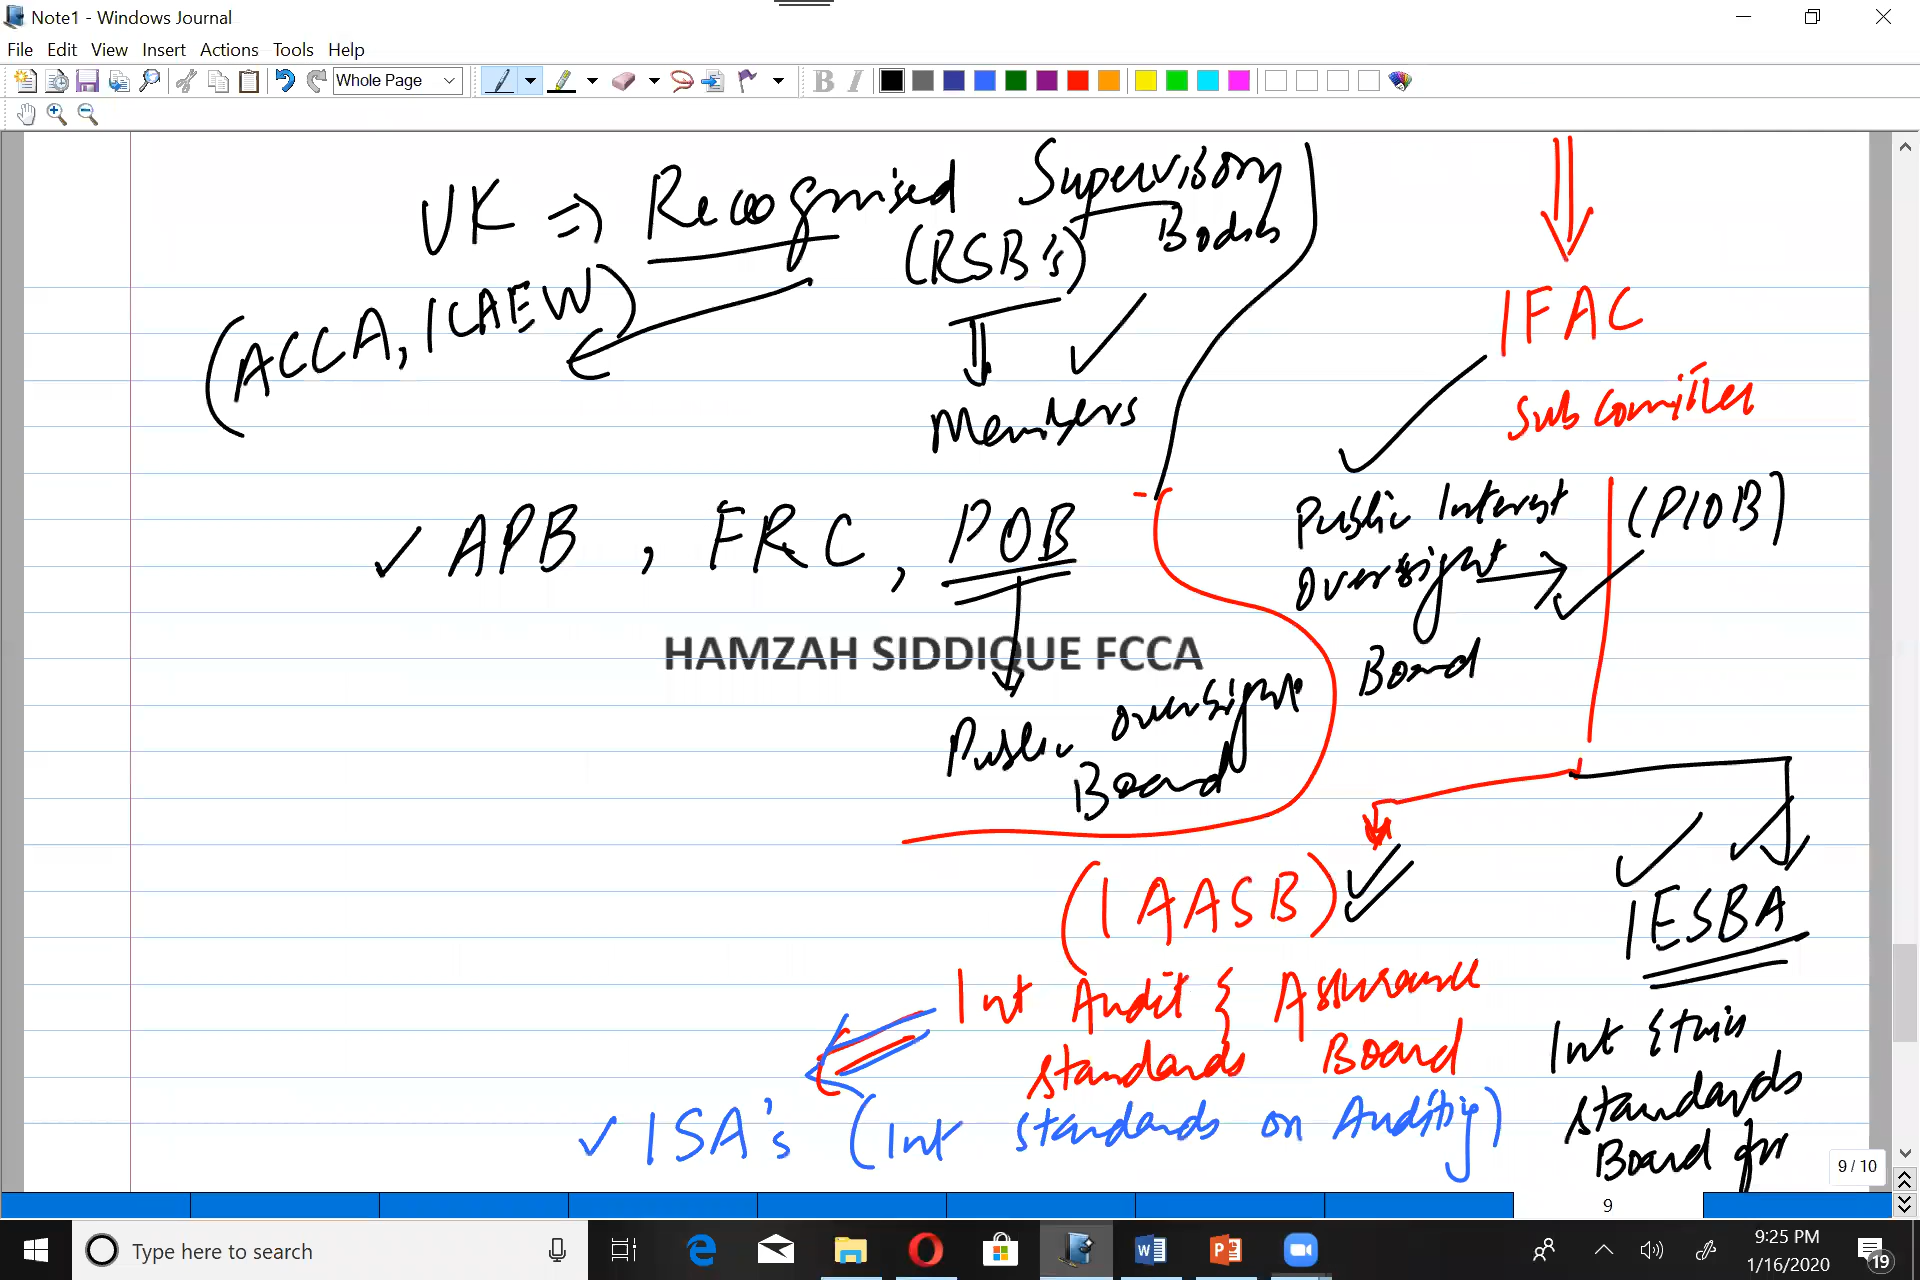 Note1 - Windows Journal
File Edit View Insert Actions Tools Help
Whole Page
B I
UK => Recognised Supervisory
Bodies
(RSB's)
(ACCA, ICAEW)
Members
APB, FRC, POB
Public oversight
Board
HAMZAH SIDDIQUE FCCA
IFAC
Sub
Public Interest
Oversight
Board
(PIOB)
(IAASB)
Int Audit & Assurance
Standards Board
ISA's (Int Standards on Auditing)
IESBA
Int Ethics
Standards
Board for
9 / 10
9
Type here to search
9:25 PM
1/16/2020
19